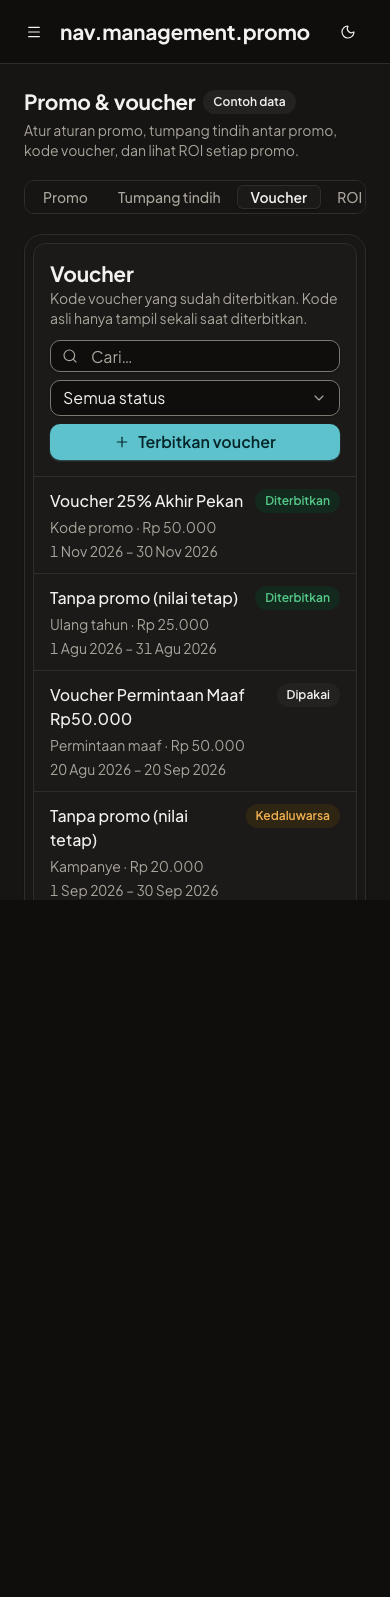 nav.management.promo
Promo & voucher
Contoh data
Atur aturan promo, tumpang tindih antar promo,
kode voucher, dan lihat ROI setiap promo.
Promo
Tumpang tindih
Voucher
ROI
Voucher
Kode voucher yang sudah diterbitkan. Kode
asli hanya tampil sekali saat diterbitkan.
Cari...
Semua status
Terbitkan voucher
Voucher 25% Akhir Pekan
Diterbitkan
Kode promo · Rp 50.000
1 Nov 2026 – 30 Nov 2026
Tanpa promo (nilai tetap)
Diterbitkan
Ulang tahun · Rp 25.000
1 Agu 2026 – 31 Agu 2026
Voucher Permintaan Maaf
Rp50.000
Dipakai
Permintaan maaf · Rp 50.000
20 Agu 2026 – 20 Sep 2026
Tanpa promo (nilai
tetap)
Kedaluwarsa
Kampanye · Rp 20.000
1 Sep 2026 – 30 Sep 2026